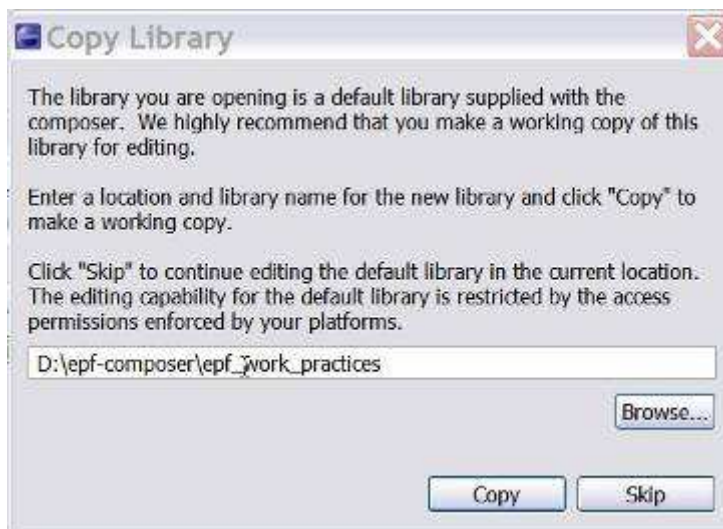 Copy Library
The library you are opening is a default library supplied with the
composer. We highly recommend that you make a working copy of this
library for editing.
Enter a location and library name for the new library and click "Copy" to
make a working copy.
Click "Skip" to continue editing the default library in the current location.
The editing capability for the default library is restricted by the access
permissions enforced by your platforms.
D:\epf-composer\epf_work_practices
Browse...
Copy Skip